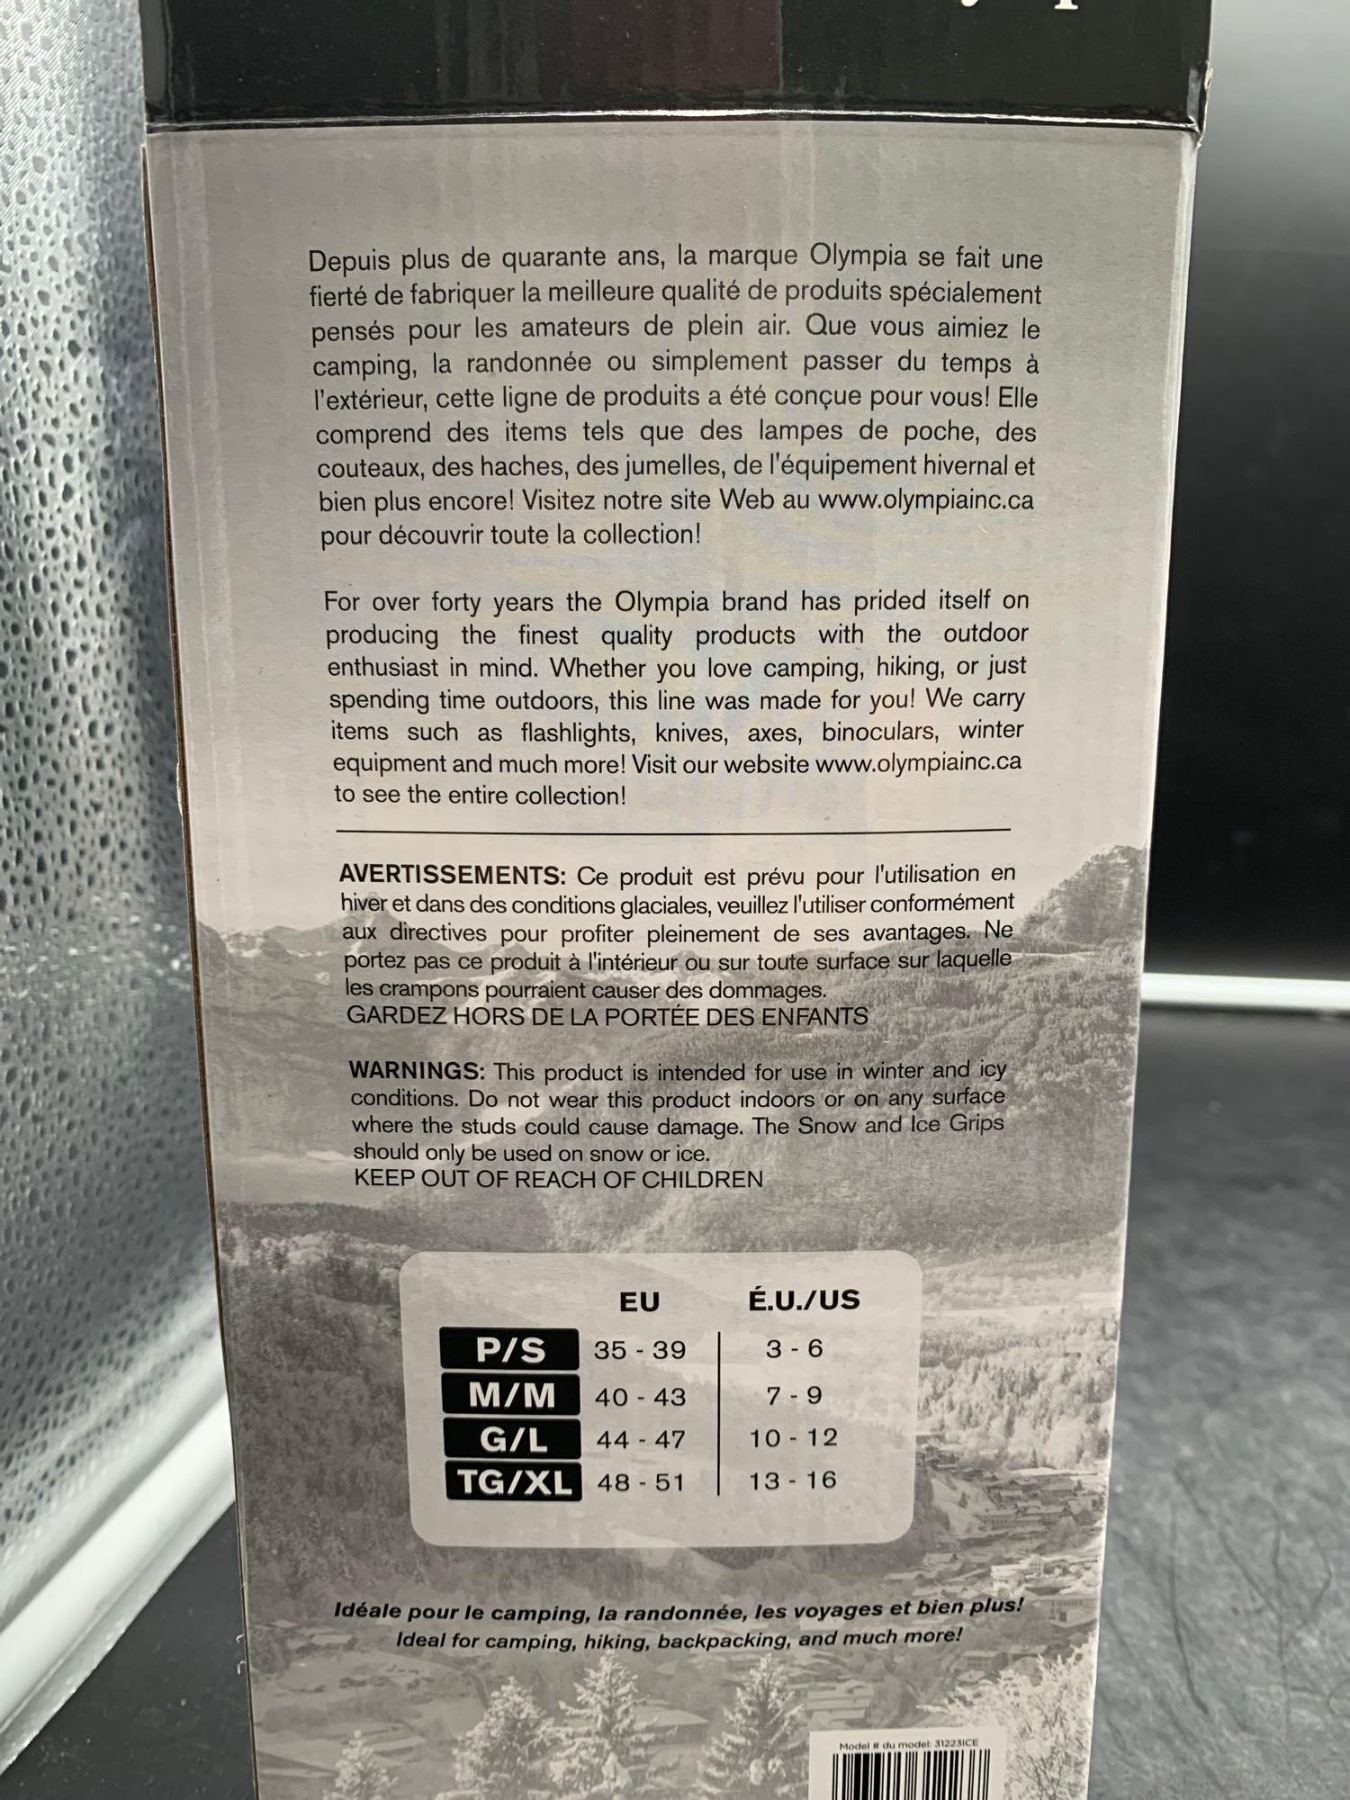 Depuis plus de quarante ans, la marque Olympia se fait une
fierté de fabriquer la meilleure qualité de produits spécialement
pensés pour les amateurs de plein air. Que vous aimiez le
camping, la randonnée ou simplement passer du temps à
l'extérieur, cette ligne de produits a été conçue pour vous! Elle
comprend des items tels que des lampes de poche, des
couteaux, des haches, des jumelles, de l'équipement hivernal et
bien plus encore! Visitez notre site Web au www.olympiainc.ca
pour découvrir toute la collection!
For over forty years the Olympia brand has prided itself on
producing the finest quality products with the outdoor
enthusiast in mind. Whether you love camping, hiking, or just
spending time outdoors, this line was made for you! We carry
items such as flashlights, knives, axes, binoculars, winter
equipment and much more! Visit our website www.olympiainc.ca
to see the entire collection!
AVERTISSEMENTS: Ce produit est prévu pour l'utilisation en
hiver et dans des conditions glaciales, veuillez l'utiliser conformément
aux directives pour profiter pleinement de ses avantages. Ne
portez pas ce produit à l'intérieur ou sur toute surface sur laquelle
les crampons pourraient causer des dommages.
GARDEZ HORS DE LA PORTÉE DES ENFANTS
WARNINGS: This product is intended for use in winter and icy
conditions. Do not wear this product indoors or on any surface
where the studs could cause damage. The Snow and Ice Grips
should only be used on snow or ice.
KEEP OUT OF REACH OF CHILDREN
EU É.U./US
P/S 35 - 39 3 - 6
M/M 40 - 43 7 - 9
G/L 44 - 47 10 - 12
TG/XL 48 - 51 13 - 16
Idéale pour le camping, la randonnée, les voyages et bien plus!
Ideal for camping, hiking, backpacking, and much more!
Model # du model: 31223ICE